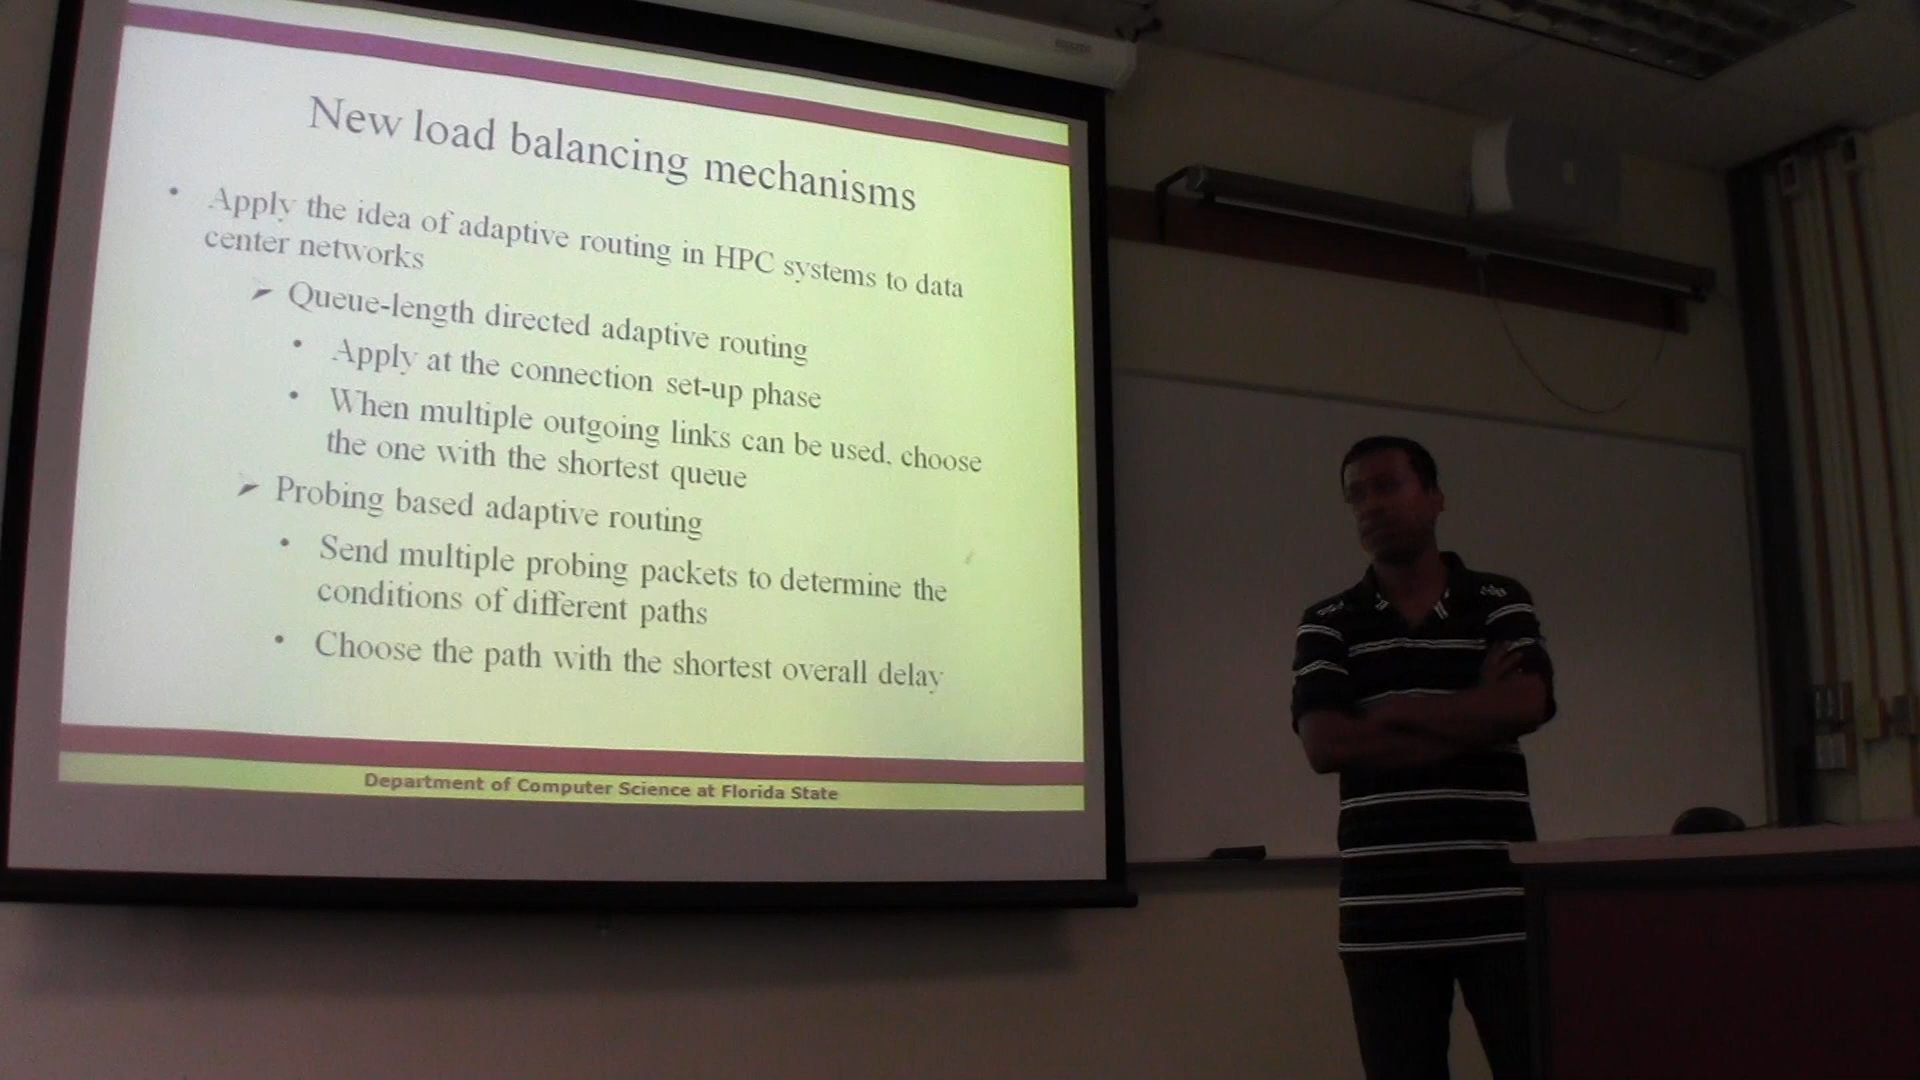 New load balancing mechanisms
• Apply the idea of adaptive routing in HPC systems to data
center networks
➢ Queue-length directed adaptive routing
• Apply at the connection set-up phase
• When multiple outgoing links can be used, choose
the one with the shortest queue
➢ Probing based adaptive routing
• Send multiple probing packets to determine the
conditions of different paths
• Choose the path with the shortest overall delay
Department of Computer Science at Florida State